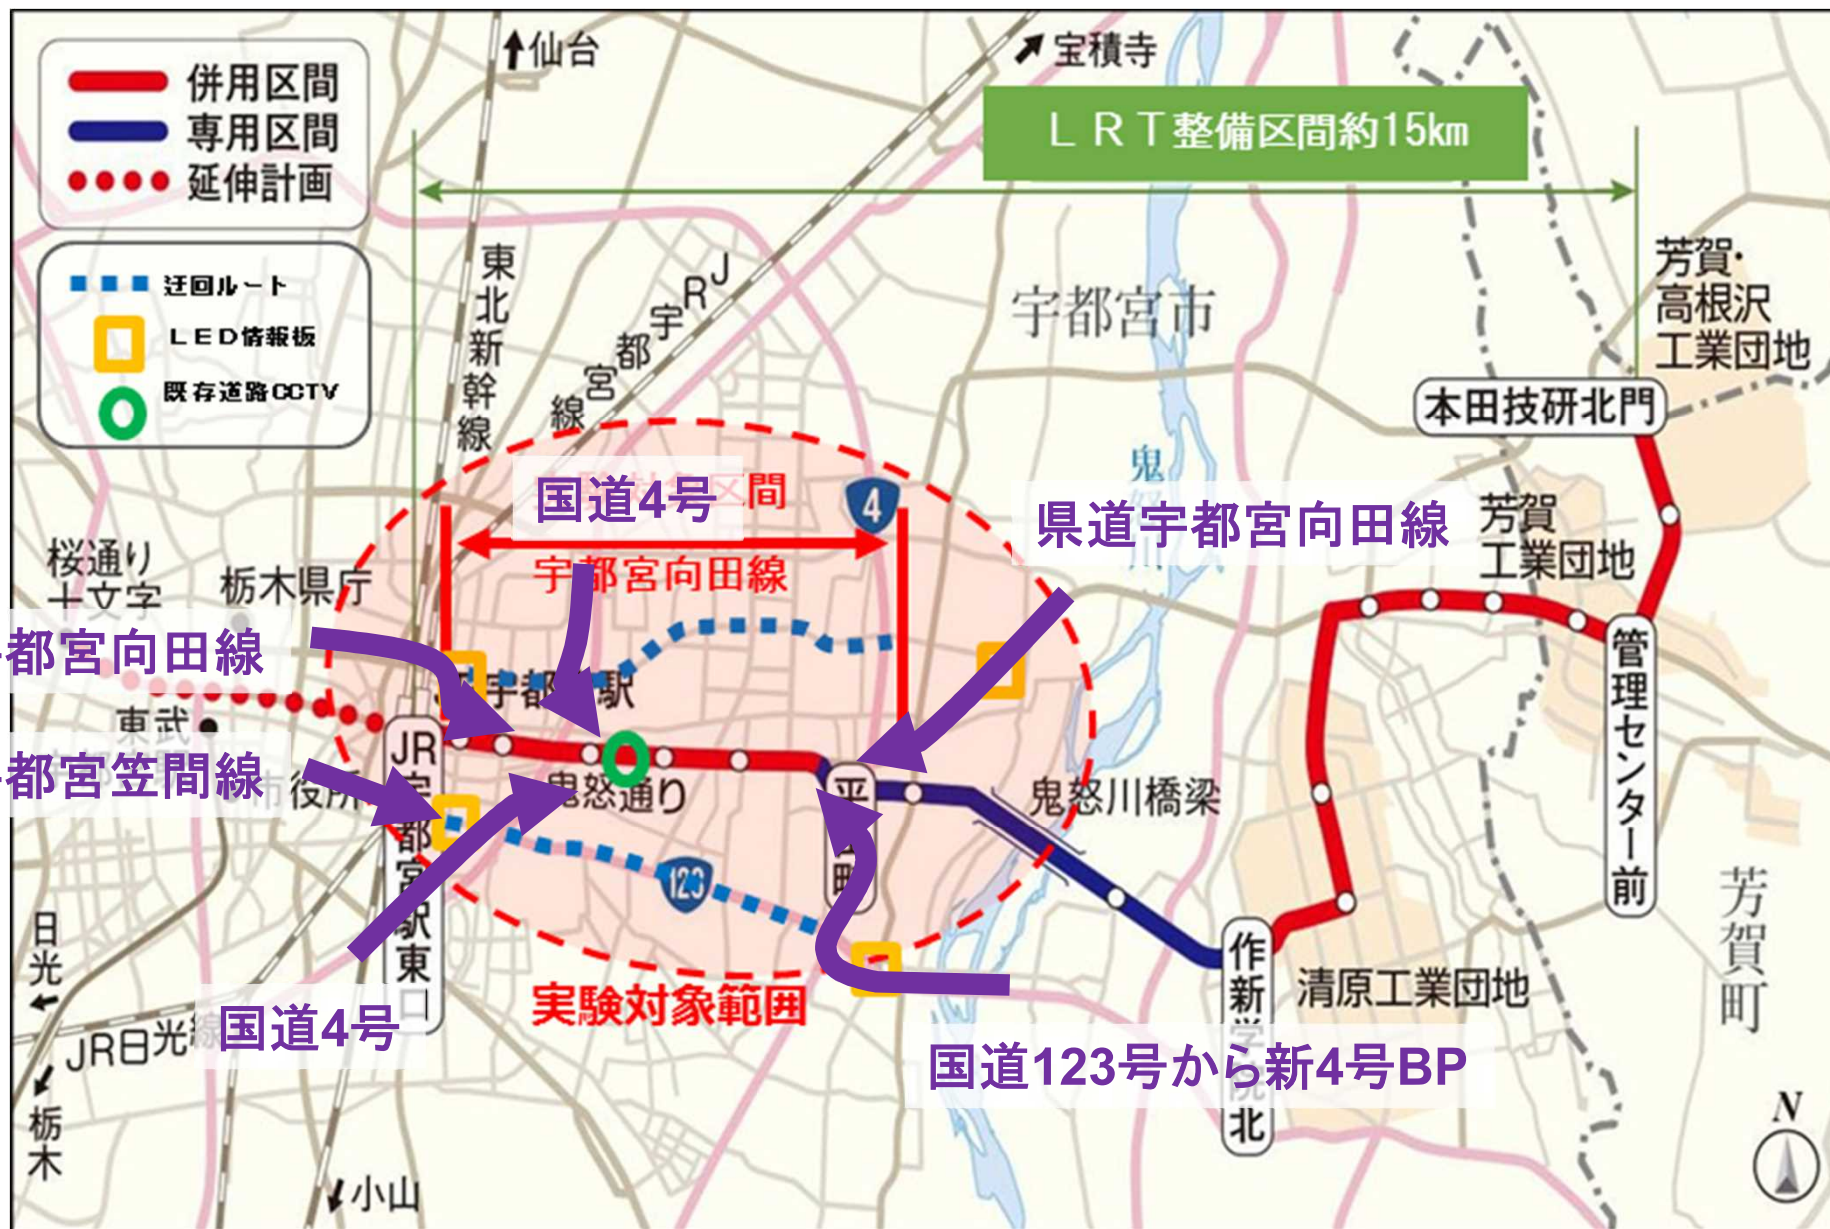 併用区間
専用区間
延伸計画
迂回ルート
LED情報板
既存道路CCTV
仙台
宝積寺
LRT整備区間約15km
東北新幹線
JR宇都宮線
宇都宮市
芳賀・
高根沢
工業団地
本田技研北門
鬼
国道4号
区間
4
県道宇都宮向田線
芳賀
工業団地
宇都宮向田線
桜通り
十文字
栃木県庁
都宮向田線
宇都
駅
管理センター前
東武
都宮笠間線
市役所
JR宇都宮駅東口
鬼怒通り
平
町
鬼怒川橋梁
123
芳賀町
日光
作新学院北
清原工業団地
実験対象範囲
国道4号
JR日光線
国道123号から新4号BP
栃木
小山
N